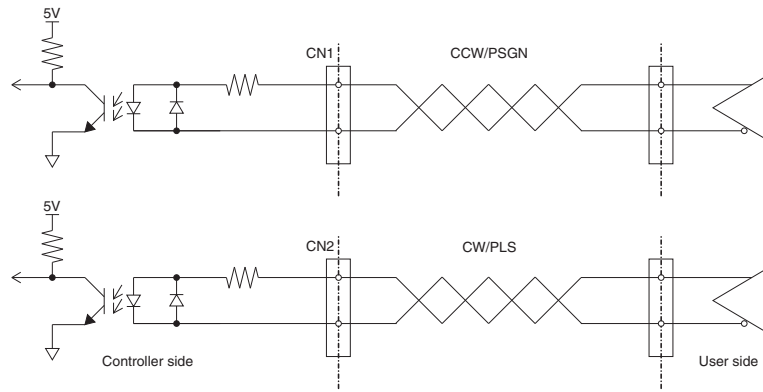 5V
CN1
CCW/PSGN
5V
CN2
CW/PLS
Controller side
User side